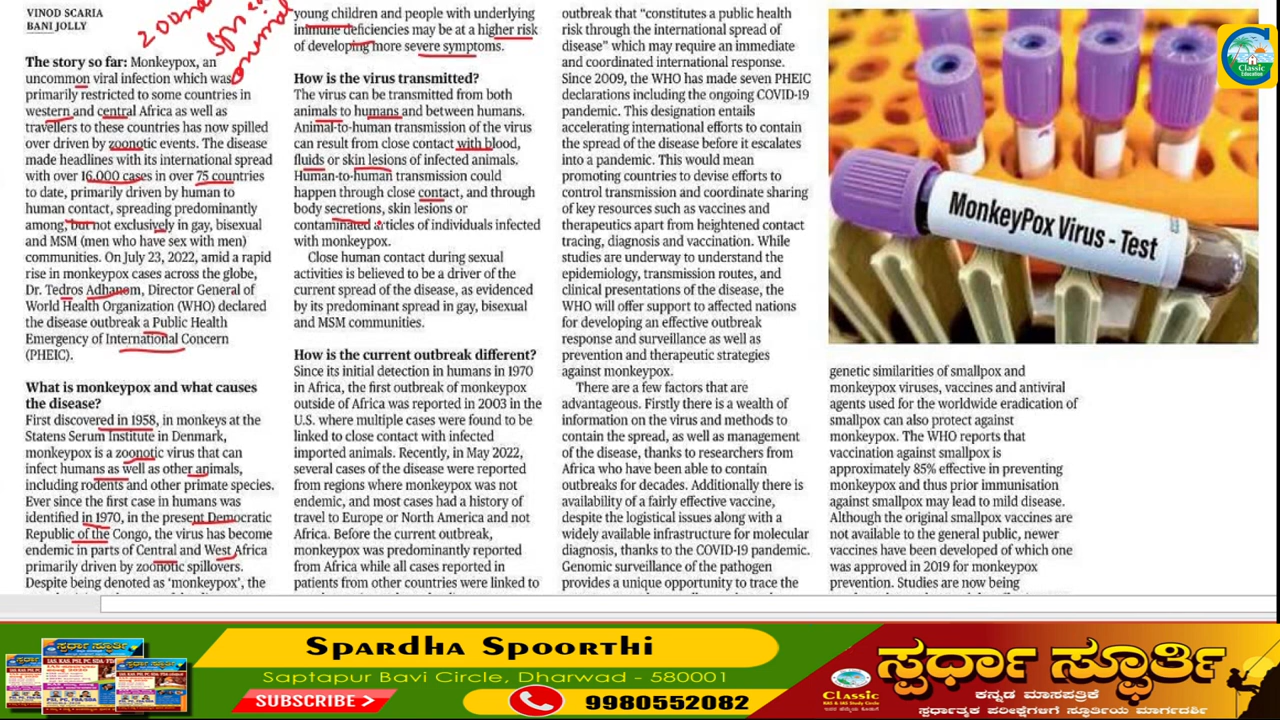 zoono
VINOD SCARIA
BANI JOLLY
The story so far: Monkeypox, an
uncommon viral infection which was
primarily restricted to some countries in
western and central Africa as well as
travellers to these countries has now spilled
over driven by zoonotic events. The disease
made headlines with its international spread
with over 16,000 cases in over 75 countries
to date, primarily driven by human to
human contact, spreading predominantly
among, but not exclusively in gay, bisexual
and MSM (men who have sex with men)
communities. On July 23, 2022, amid a rapid
rise in monkeypox cases across the globe,
Dr. Tedros Adhanom, Director General of
World Health Organization (WHO) declared
the disease outbreak a Public Health
Emergency of International Concern
(PHEIC).
What is monkeypox and what causes
the disease?
First discovered in 1958, in monkeys at the
Statens Serum Institute in Denmark,
monkeypox is a zoonotic virus that can
infect humans as well as other animals,
including rodents and other primate species.
Ever since the first case in humans was
identified in 1970, in the present Democratic
Republic of the Congo, the virus has become
endemic in parts of Central and West Africa
primarily driven by zoonotic spillovers.
Despite being denoted as ‘monkeypox’, the
young children and people with underlying
immune deficiencies may be at a higher risk
of developing more severe symptoms.
How is the virus transmitted?
The virus can be transmitted from both
animals to humans and between humans.
Animal-to-human transmission of the virus
can result from close contact with blood,
fluids or skin lesions of infected animals.
Human-to-human transmission could
happen through close contact, and through
body secretions, skin lesions or
contaminated articles of individuals infected
with monkeypox.
Close human contact during sexual
activities is believed to be a driver of the
current spread of the disease, as evidenced
by its predominant spread in gay, bisexual
and MSM communities.
How is the current outbreak different?
Since its initial detection in humans in 1970
in Africa, the first outbreak of monkeypox
outside of Africa was reported in 2003 in the
U.S. where multiple cases were found to be
linked to close contact with infected
imported animals. Recently, in May 2022,
several cases of the disease were reported
from regions where monkeypox was not
endemic, and most cases had a history of
travel to Europe or North America and not
Africa. Before the current outbreak,
monkeypox was predominantly reported
from Africa while all cases reported in
patients from other countries were linked to
outbreak that “constitutes a public health
risk through the international spread of
disease” which may require an immediate
and coordinated international response.
Since 2009, the WHO has made seven PHEIC
declarations including the ongoing COVID-19
pandemic. This designation entails
accelerating international efforts to contain
the spread of the disease before it escalates
into a pandemic. This would mean
promoting countries to devise efforts to
control transmission and coordinate sharing
of key resources such as vaccines and
therapeutics apart from heightened contact
tracing, diagnosis and vaccination. While
studies are underway to understand the
epidemiology, transmission routes, and
clinical presentations of the disease, the
WHO will offer support to affected nations
for developing an effective outbreak
response and surveillance as well as
prevention and therapeutic strategies
against monkeypox.
There are a few factors that are
advantageous. Firstly there is a wealth of
information on the virus and methods to
contain the spread, as well as management
of the disease, thanks to researchers from
Africa who have been able to contain
outbreaks for decades. Additionally there is
availability of a fairly effective vaccine,
despite the logistical issues along with a
widely available infrastructure for molecular
diagnosis, thanks to the COVID-19 pandemic.
Genomic surveillance of the pathogen
provides a unique opportunity to trace the
MonkeyPox Virus - Test
Classic
Education
genetic similarities of smallpox and
monkeypox viruses, vaccines and antiviral
agents used for the worldwide eradication of
smallpox can also protect against
monkeypox. The WHO reports that
vaccination against smallpox is
approximately 85% effective in preventing
monkeypox and thus prior immunisation
against smallpox may lead to mild disease.
Although the original smallpox vaccines are
not available to the general public, newer
vaccines have been developed of which one
was approved in 2019 for monkeypox
prevention. Studies are now being
ಸ್ಪರ್ಧಾ ಸ್ಫೂರ್ತಿ
Spardha Spoorthi
Saptapur Bavi Circle, Dharwad - 580001
SUBSCRIBE >
9980552082
ಸ್ಪರ್ಧಾ ಸ್ಫೂರ್ತಿ
Classic
KAS & IAS Study Circle
ಕನ್ನಡ ಮಾಸಪತ್ರಿಕೆ
ಸ್ಪರ್ಧಾತ್ಮಕ ಪರೀಕ್ಷೆಗಳಿಗೆ ಸ್ಫೂರ್ತಿಯ ಮಾರ್ಗದರ್ಶಿ